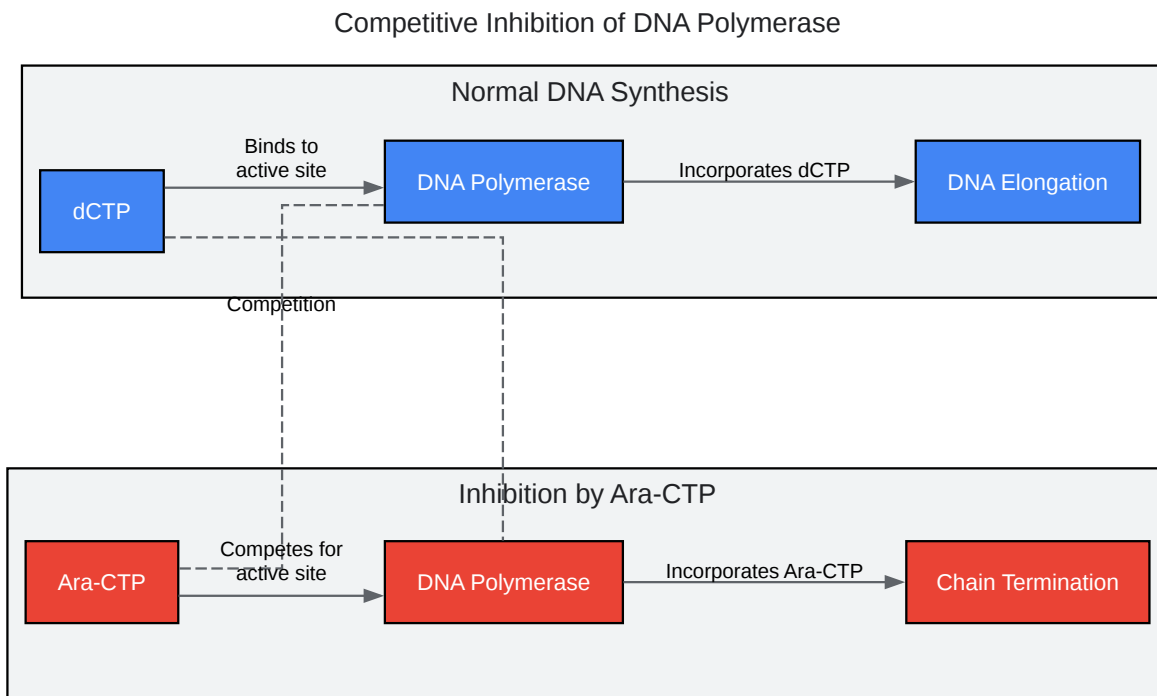 Competitive Inhibition of DNA Polymerase
Normal DNA Synthesis
Binds to
active site
dCTP
DNA Polymerase
Incorporates dCTP
DNA Elongation
Competition
Inhibition by Ara-CTP
Ara-CTP
Competes for
active site
DNA Polymerase
Incorporates Ara-CTP
Chain Termination